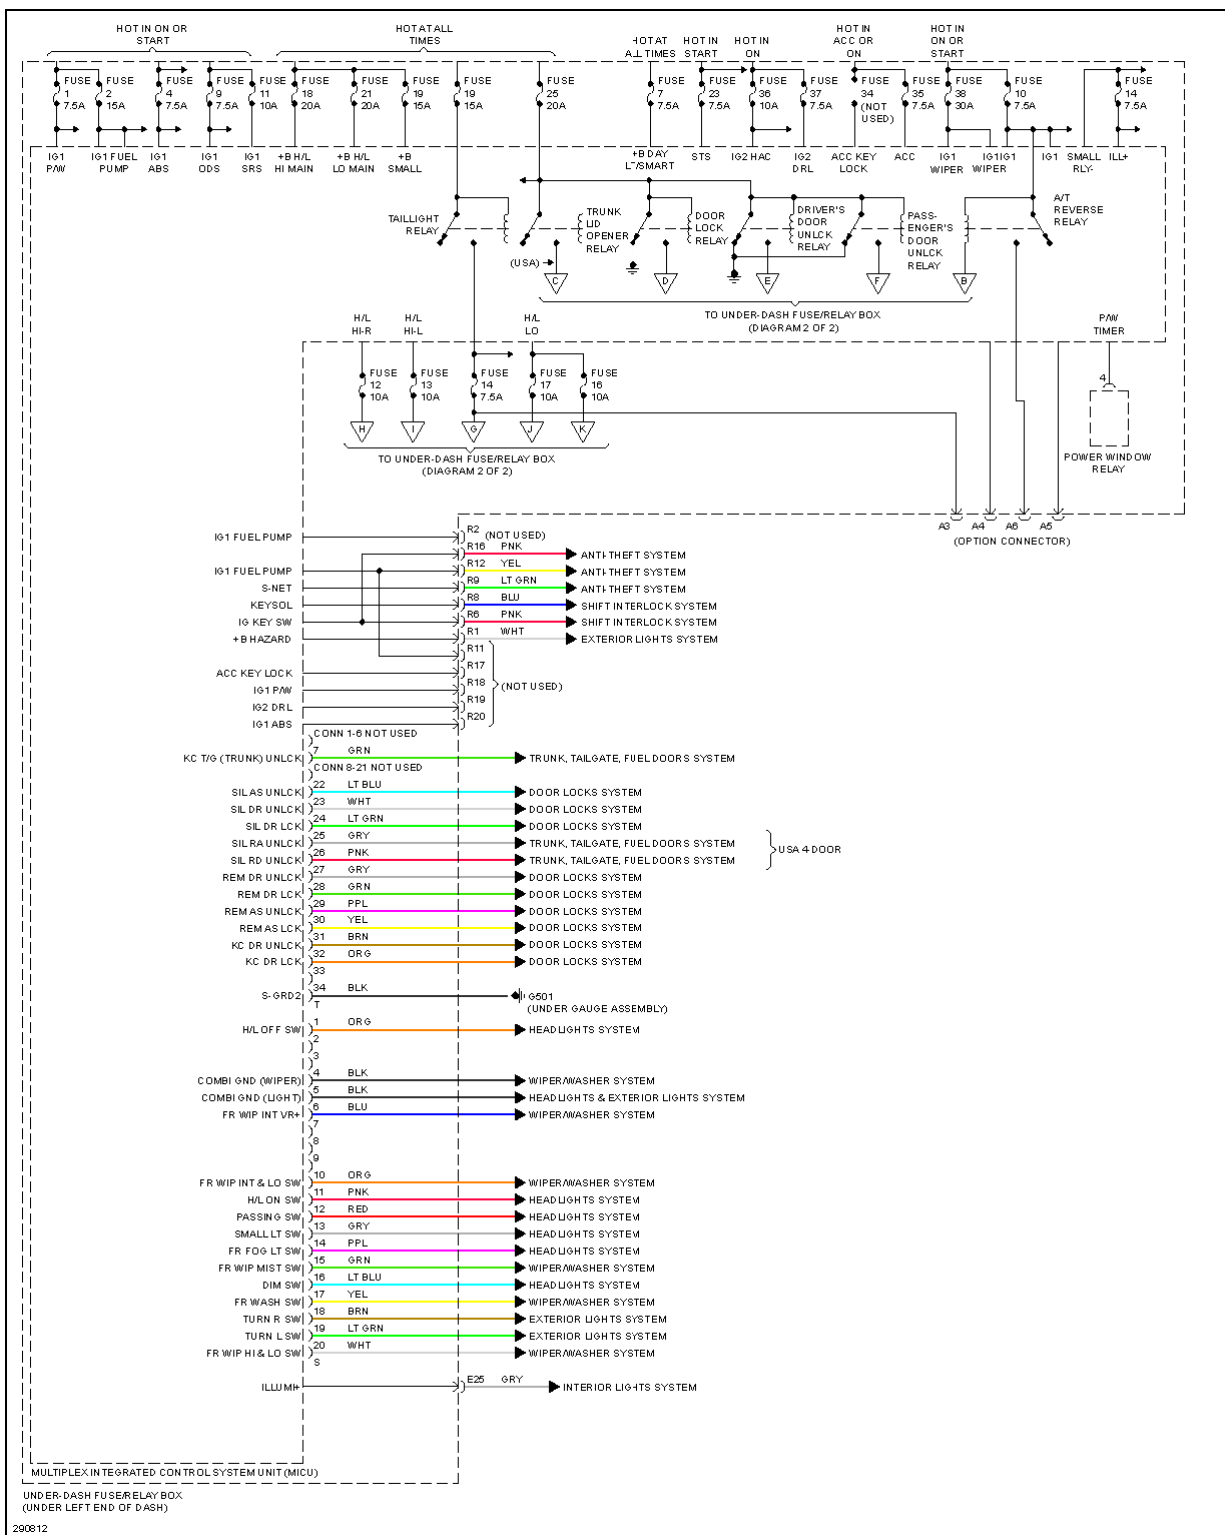 HOT IN ON OR
START
HOT AT ALL
TIMES
HOT AT
ALL TIMES
HOT IN
START
HOT IN
ON
HOT IN
ACC OR
ON
HOT IN
ON OR
START
FUSE
1
7.5A
FUSE
2
15A
FUSE
4
7.5A
FUSE
9
7.5A
FUSE
11
10A
FUSE
18
20A
FUSE
21
20A
FUSE
19
15A
FUSE
19
15A
FUSE
25
20A
FUSE
7
7.5A
FUSE
23
7.5A
FUSE
36
10A
FUSE
37
7.5A
FUSE
34
(NOT
USED)
FUSE
35
7.5A
FUSE
38
30A
FUSE
10
7.5A
FUSE
14
7.5A
IG1
P/W
IG1 FUEL
PUMP
IG1
ABS
IG1
ODS
IG1
SRS
+B H/L
HI MAIN
+B H/L
LO MAIN
+B
SMALL
+B DAY
LT/SMART
STS
IG2 HAC
IG2
DRL
ACC KEY
LOCK
ACC
IG1
WIPER
IG1
WIPER
IG1
IG1
SMALL
RLY-
ILL+
TAILLIGHT
RELAY
(USA)
TRUNK
LID
OPENER
RELAY
DOOR
LOCK
RELAY
DRIVER'S
DOOR
UNLCK
RELAY
PASS-
ENGER'S
DOOR
UNLCK
RELAY
A/T
REVERSE
RELAY
C
D
E
F
B
TO UNDER-DASH FUSE/RELAY BOX
(DIAGRAM 2 OF 2)
H/L
HI-R
H/L
HI-L
H/L
LO
P/W
TIMER
FUSE
12
10A
FUSE
13
10A
FUSE
14
7.5A
FUSE
17
10A
FUSE
16
10A
4
H
I
G
J
K
TO UNDER-DASH FUSE/RELAY BOX
(DIAGRAM 2 OF 2)
POWER WINDOW
RELAY
A3
A4
A6
A5
(OPTION CONNECTOR)
IG1 FUEL PUMP R2 (NOT USED)
R16 PNK ANTI-THEFT SYSTEM
IG1 FUEL PUMP R12 YEL ANTI-THEFT SYSTEM
S-NET R9 LT GRN ANTI-THEFT SYSTEM
KEYSOL R8 BLU SHIFT INTERLOCK SYSTEM
IG KEY SW R6 PNK SHIFT INTERLOCK SYSTEM
+B HAZARD R1 WHT EXTERIOR LIGHTS SYSTEM
R11
ACC KEY LOCK R17
IG1 P/W R18 (NOT USED)
IG2 DRL R19
IG1 ABS R20
CONN 1-6 NOT USED
KC T/G (TRUNK) UNLCK 7 GRN TRUNK, TAILGATE, FUEL DOORS SYSTEM
CONN 8-21 NOT USED
SIL AS UNLCK 22 LT BLU DOOR LOCKS SYSTEM
SIL DR UNLCK 23 WHT DOOR LOCKS SYSTEM
SIL DR LCK 24 LT GRN DOOR LOCKS SYSTEM
SIL RA UNLCK 25 GRY TRUNK, TAILGATE, FUEL DOORS SYSTEM
USA 4 DOOR
SIL RD UNLCK 26 PNK TRUNK, TAILGATE, FUEL DOORS SYSTEM
REM DR UNLCK 27 GRY DOOR LOCKS SYSTEM
REM DR LCK 28 GRN DOOR LOCKS SYSTEM
REM AS UNLCK 29 PPL DOOR LOCKS SYSTEM
REM AS LCK 30 YEL DOOR LOCKS SYSTEM
KC DR UNLCK 31 BRN DOOR LOCKS SYSTEM
KC DR LCK 32 ORG DOOR LOCKS SYSTEM
33
S-GRD2 34 BLK G501
T
(UNDER GAUGE ASSEMBLY)
H/L OFF SW 1 ORG HEADLIGHTS SYSTEM
2
3
COMBI GND (WIPER) 4 BLK WIPER/WASHER SYSTEM
COMBI GND (LIGHT) 5 BLK HEADLIGHTS & EXTERIOR LIGHTS SYSTEM
FR WIP INT VR+ 6 BLU WIPER/WASHER SYSTEM
7
8
9
FR WIP INT & LO SW 10 ORG WIPER/WASHER SYSTEM
H/L ON SW 11 PNK HEADLIGHTS SYSTEM
PASSING SW 12 RED HEADLIGHTS SYSTEM
SMALL LT SW 13 GRY HEADLIGHTS SYSTEM
FR FOG LT SW 14 PPL HEADLIGHTS SYSTEM
FR WIP MIST SW 15 GRN WIPER/WASHER SYSTEM
DIM SW 16 LT BLU HEADLIGHTS SYSTEM
FR WASH SW 17 YEL WIPER/WASHER SYSTEM
TURN R SW 18 BRN EXTERIOR LIGHTS SYSTEM
TURN L SW 19 LT GRN EXTERIOR LIGHTS SYSTEM
FR WIP HI & LO SW 20 WHT WIPER/WASHER SYSTEM
S
ILLUMI+ E25 GRY INTERIOR LIGHTS SYSTEM
MULTIPLEX INTEGRATED CONTROL SYSTEM UNIT (MICU)
UNDER-DASH FUSE/RELAY BOX
(UNDER LEFT END OF DASH)
290812